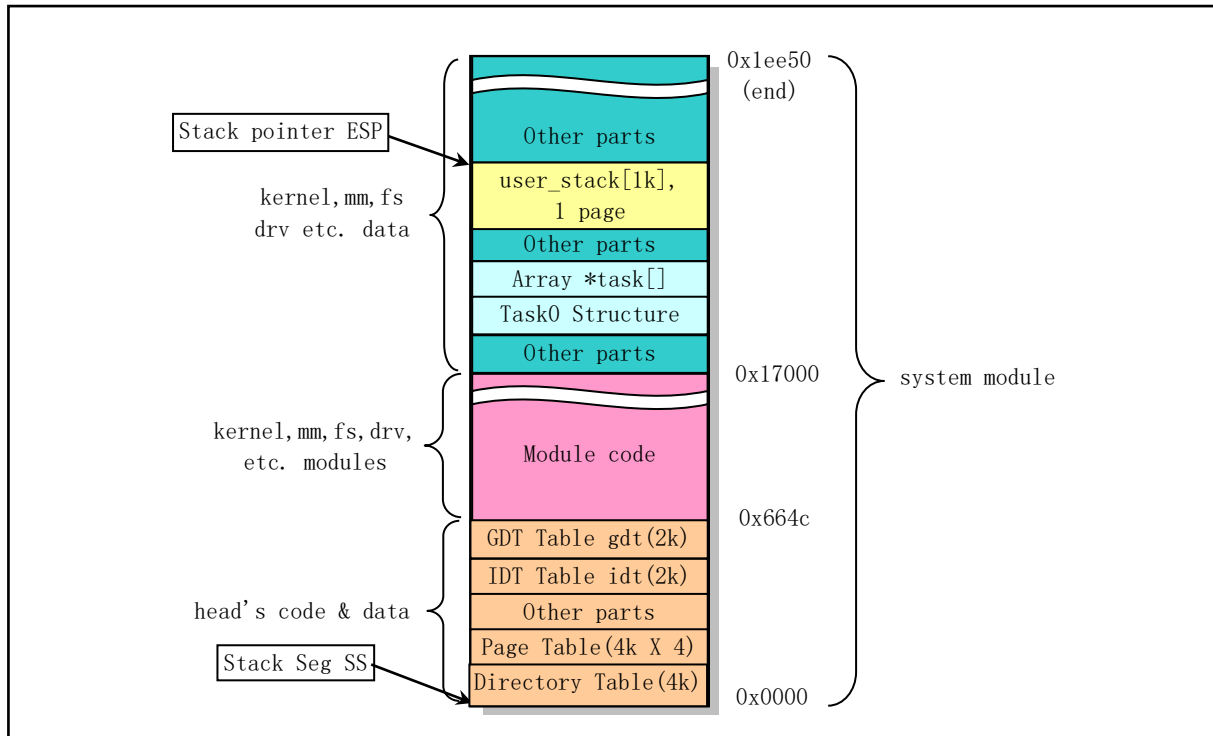 0x1ee50
(end)
Other parts
Stack pointer ESP
user_stack[1k],
1 page
kernel,mm,fs
drv etc. data
Other parts
Array *task[]
Task0 Structure
Other parts
0x17000
system module
kernel,mm,fs,drv,
etc. modules
Module code
0x664c
GDT Table gdt(2k)
IDT Table idt(2k)
head's code & data
Other parts
Page Table(4k X 4)
Stack Seg SS
Directory Table(4k)
0x0000